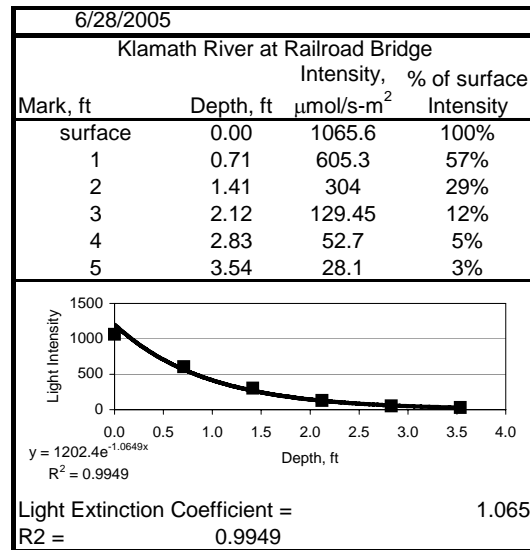 6/28/2005
Klamath River at Railroad Bridge
Mark, ft Depth, ft Intensity, μmol/s-m² % of surface Intensity
surface 0.00 1065.6 100%
1 0.71 605.3 57%
2 1.41 304 29%
3 2.12 129.45 12%
4 2.83 52.7 5%
5 3.54 28.1 3%
Light Intensity
1500
1000
500
0
0.0 0.5 1.0 1.5 2.0 2.5 3.0 3.5 4.0
Depth, ft
y = 1202.4e^-1.0649x
R² = 0.9949
Light Extinction Coefficient = 1.065
R2 = 0.9949